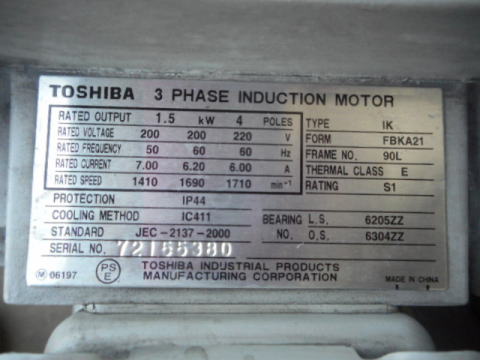 TOSHIBA 3 PHASE INDUCTION MOTOR
RATED OUTPUT 1.5 kW 4 POLES
RATED VOLTAGE 200 200 220 V
RATED FREQUENCY 50 60 60 Hz
RATED CURRENT 7.00 6.20 6.00 A
RATED SPEED 1410 1690 1710 min⁻¹
TYPE IK
FORM FBKA21
FRAME NO. 90L
THERMAL CLASS E
RATING S1
PROTECTION IP44
COOLING METHOD IC411
STANDARD JEC-2137-2000
SERIAL NO. 72155380
BEARING L.S. 6205ZZ
NO. O.S. 6304ZZ
M 06197
PS
E
TOSHIBA INDUSTRIAL PRODUCTS
MANUFACTURING CORPORATION
MADE IN CHINA